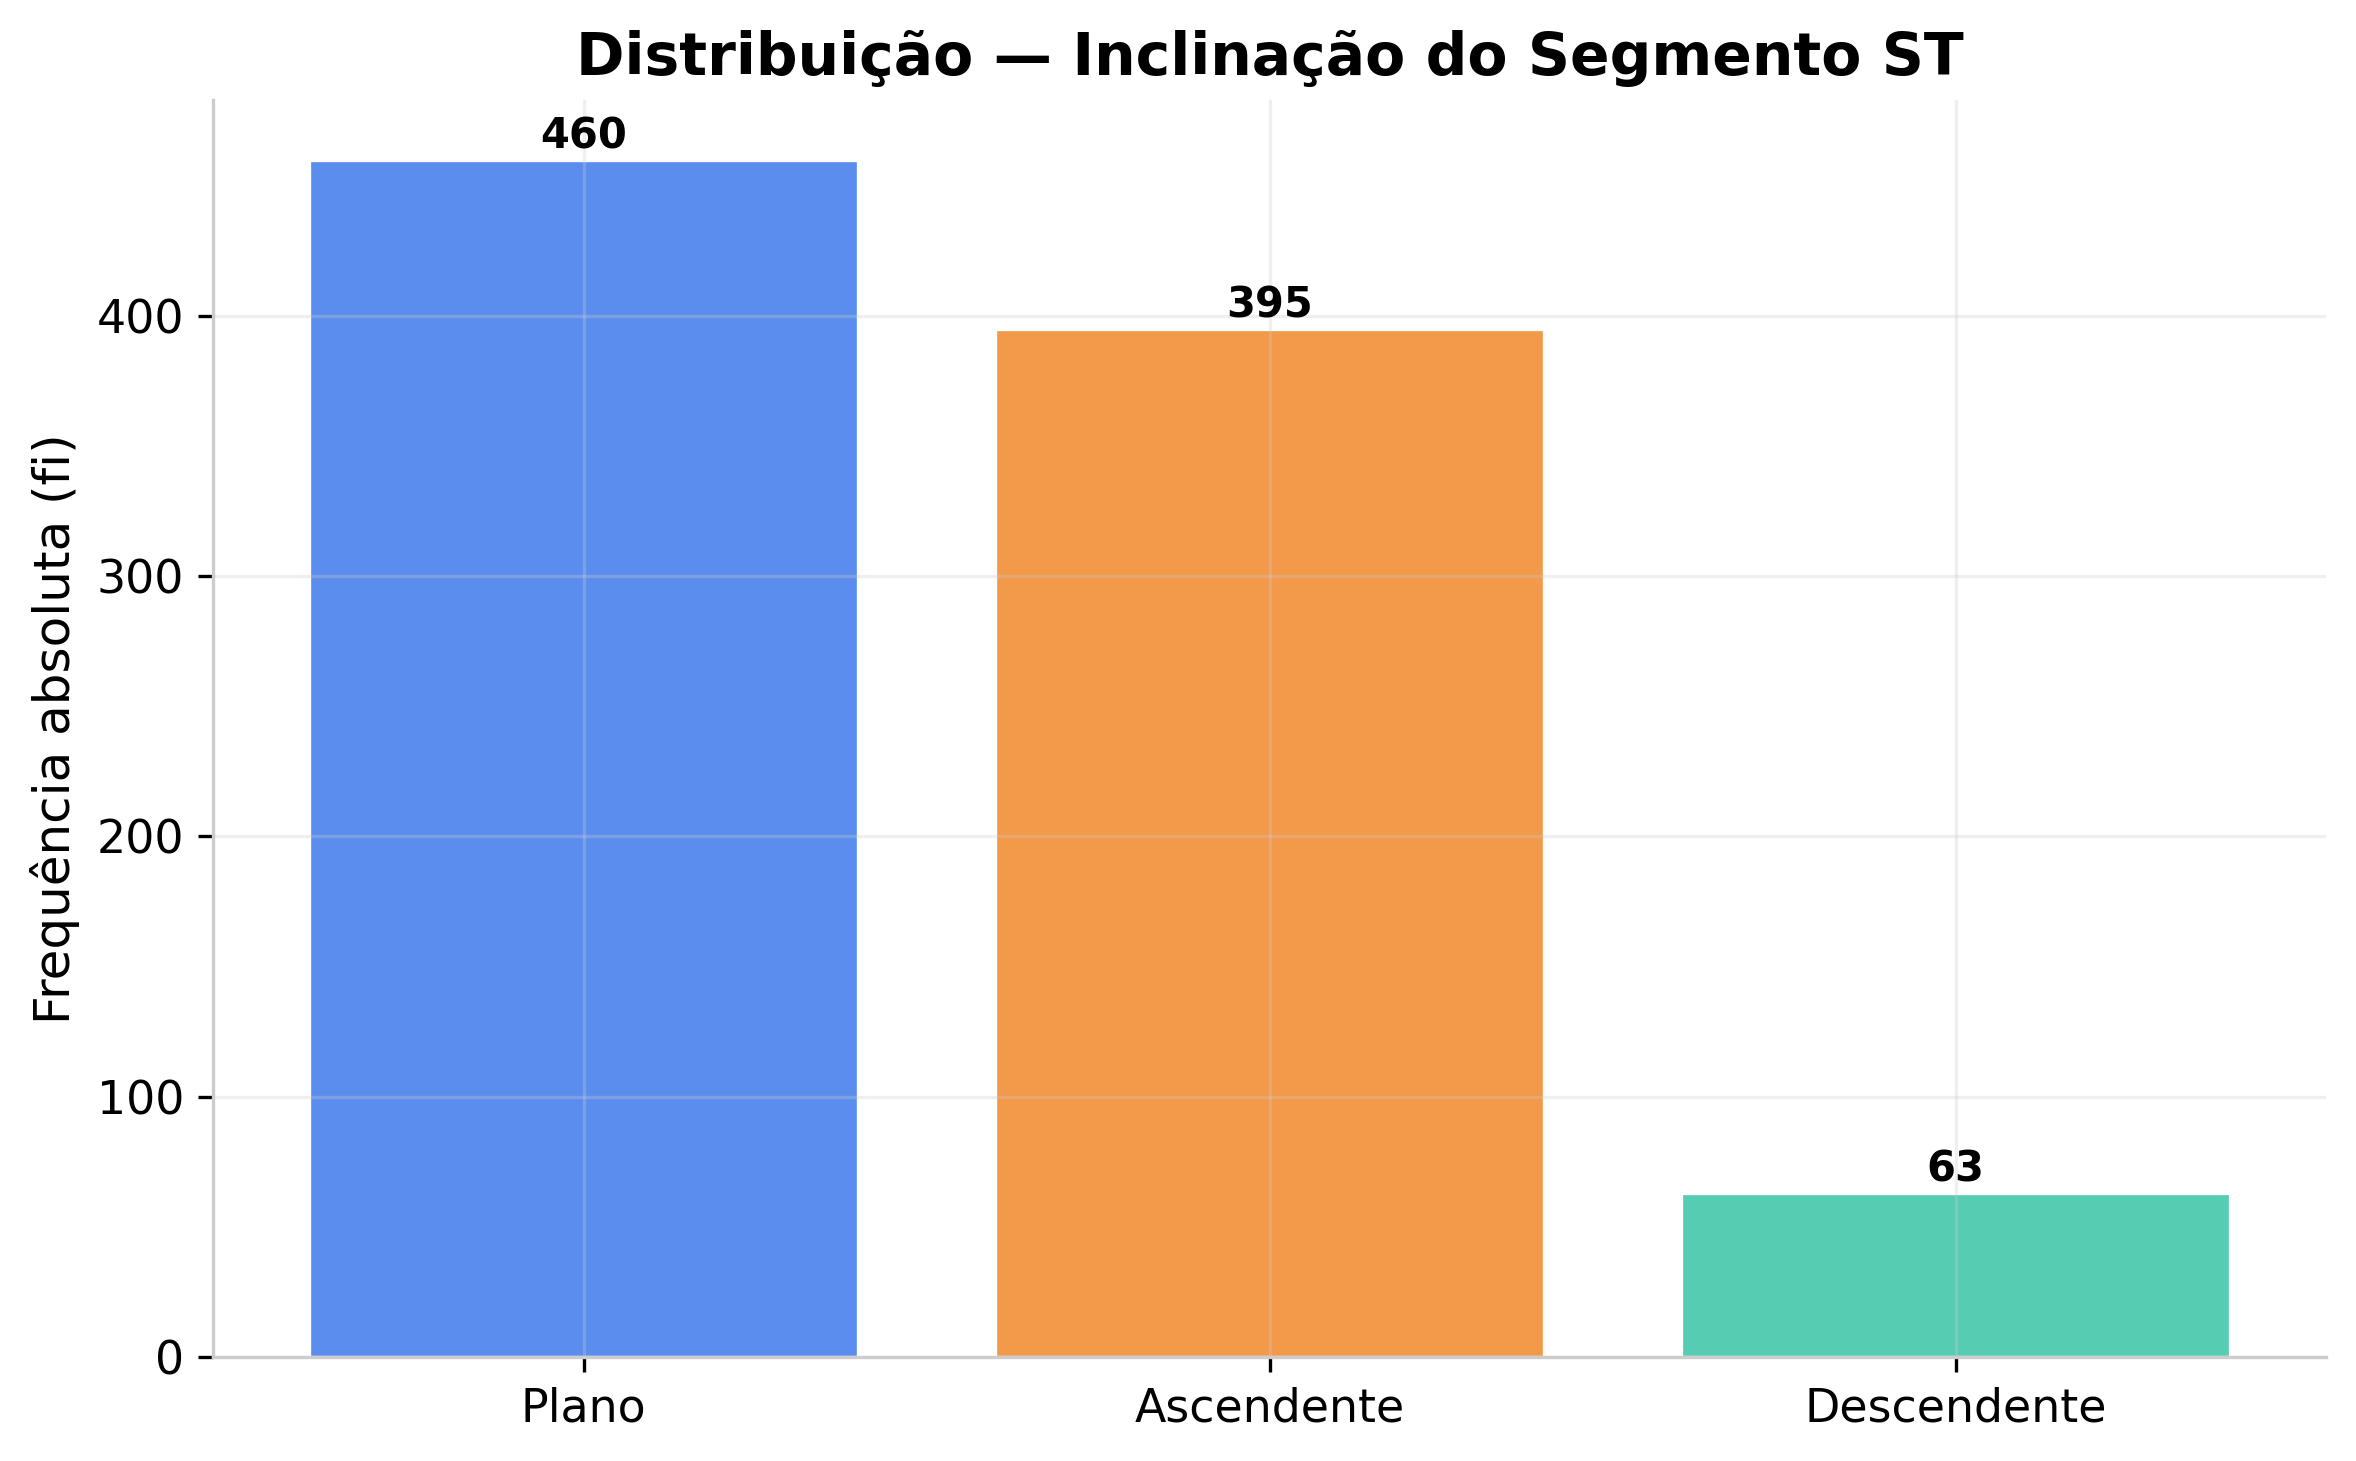 Distribuição — Inclinação do Segmento ST
Frequência absoluta (fi)
400
300
200
100
0
460
395
63
Plano
Ascendente
Descendente